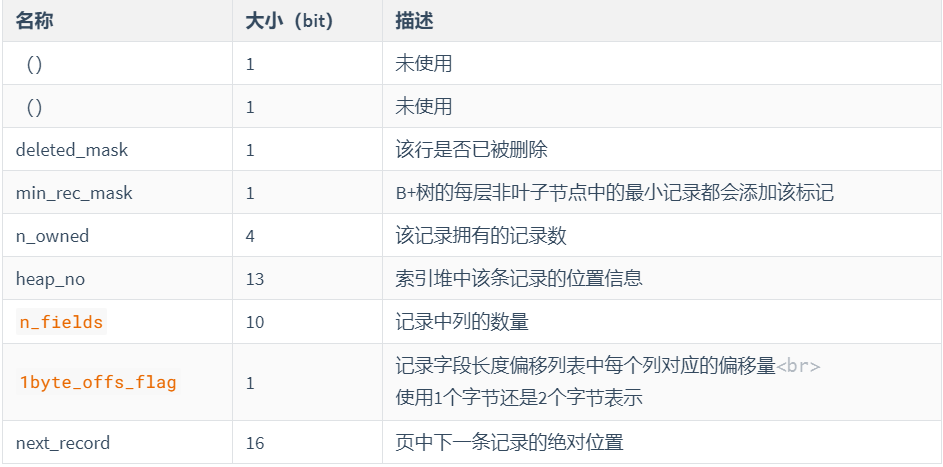 名称 大小（bit） 描述
（） 1 未使用
（） 1 未使用
deleted_mask 1 该行是否已被删除
min_rec_mask 1 B+树的每层非叶子节点中的最小记录都会添加该标记
n_owned 4 该记录拥有的记录数
heap_no 13 索引堆中该条记录的位置信息
n_fields 10 记录中列的数量
1byte_offs_flag 1 记录字段长度偏移列表中每个列对应的偏移量<br>
使用1个字节还是2个字节表示
next_record 16 页中下一条记录的绝对位置